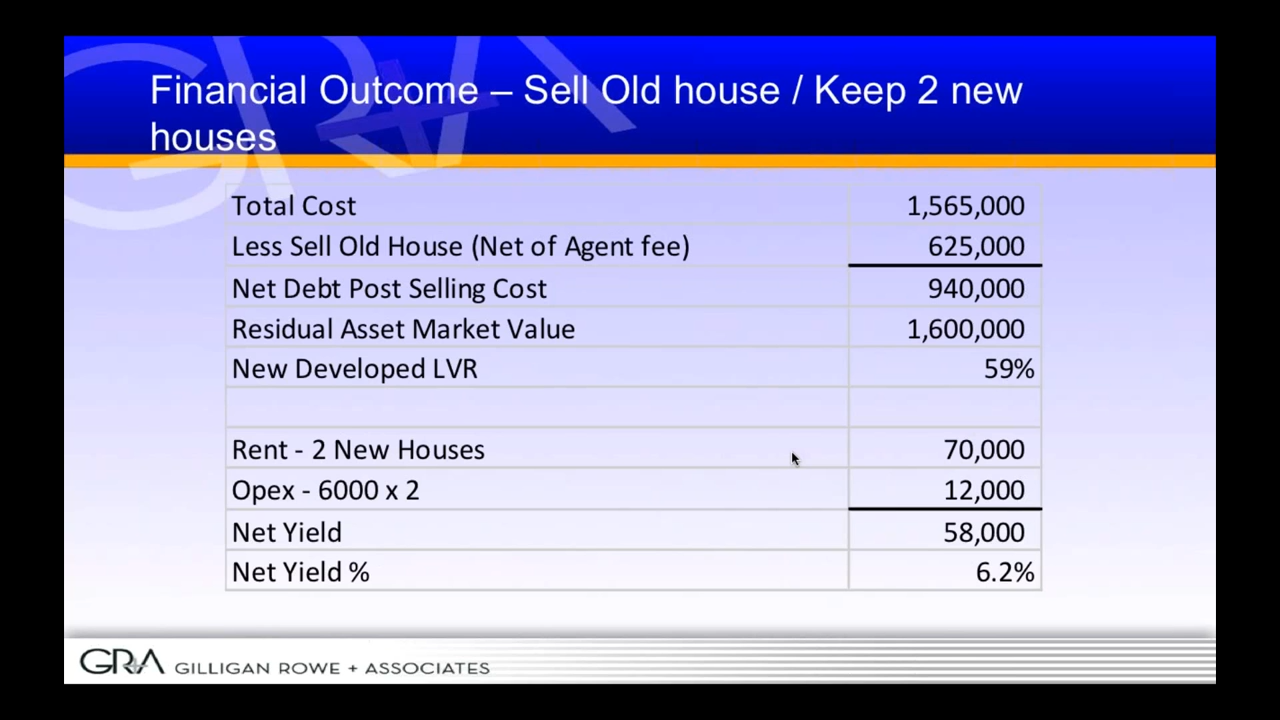 Financial Outcome – Sell Old house / Keep 2 new
houses
Total Cost 1,565,000
Less Sell Old House (Net of Agent fee) 625,000
Net Debt Post Selling Cost 940,000
Residual Asset Market Value 1,600,000
New Developed LVR 59%
Rent - 2 New Houses 70,000
Opex - 6000 x 2 12,000
Net Yield 58,000
Net Yield % 6.2%
GRA GILLIGAN ROWE + ASSOCIATES